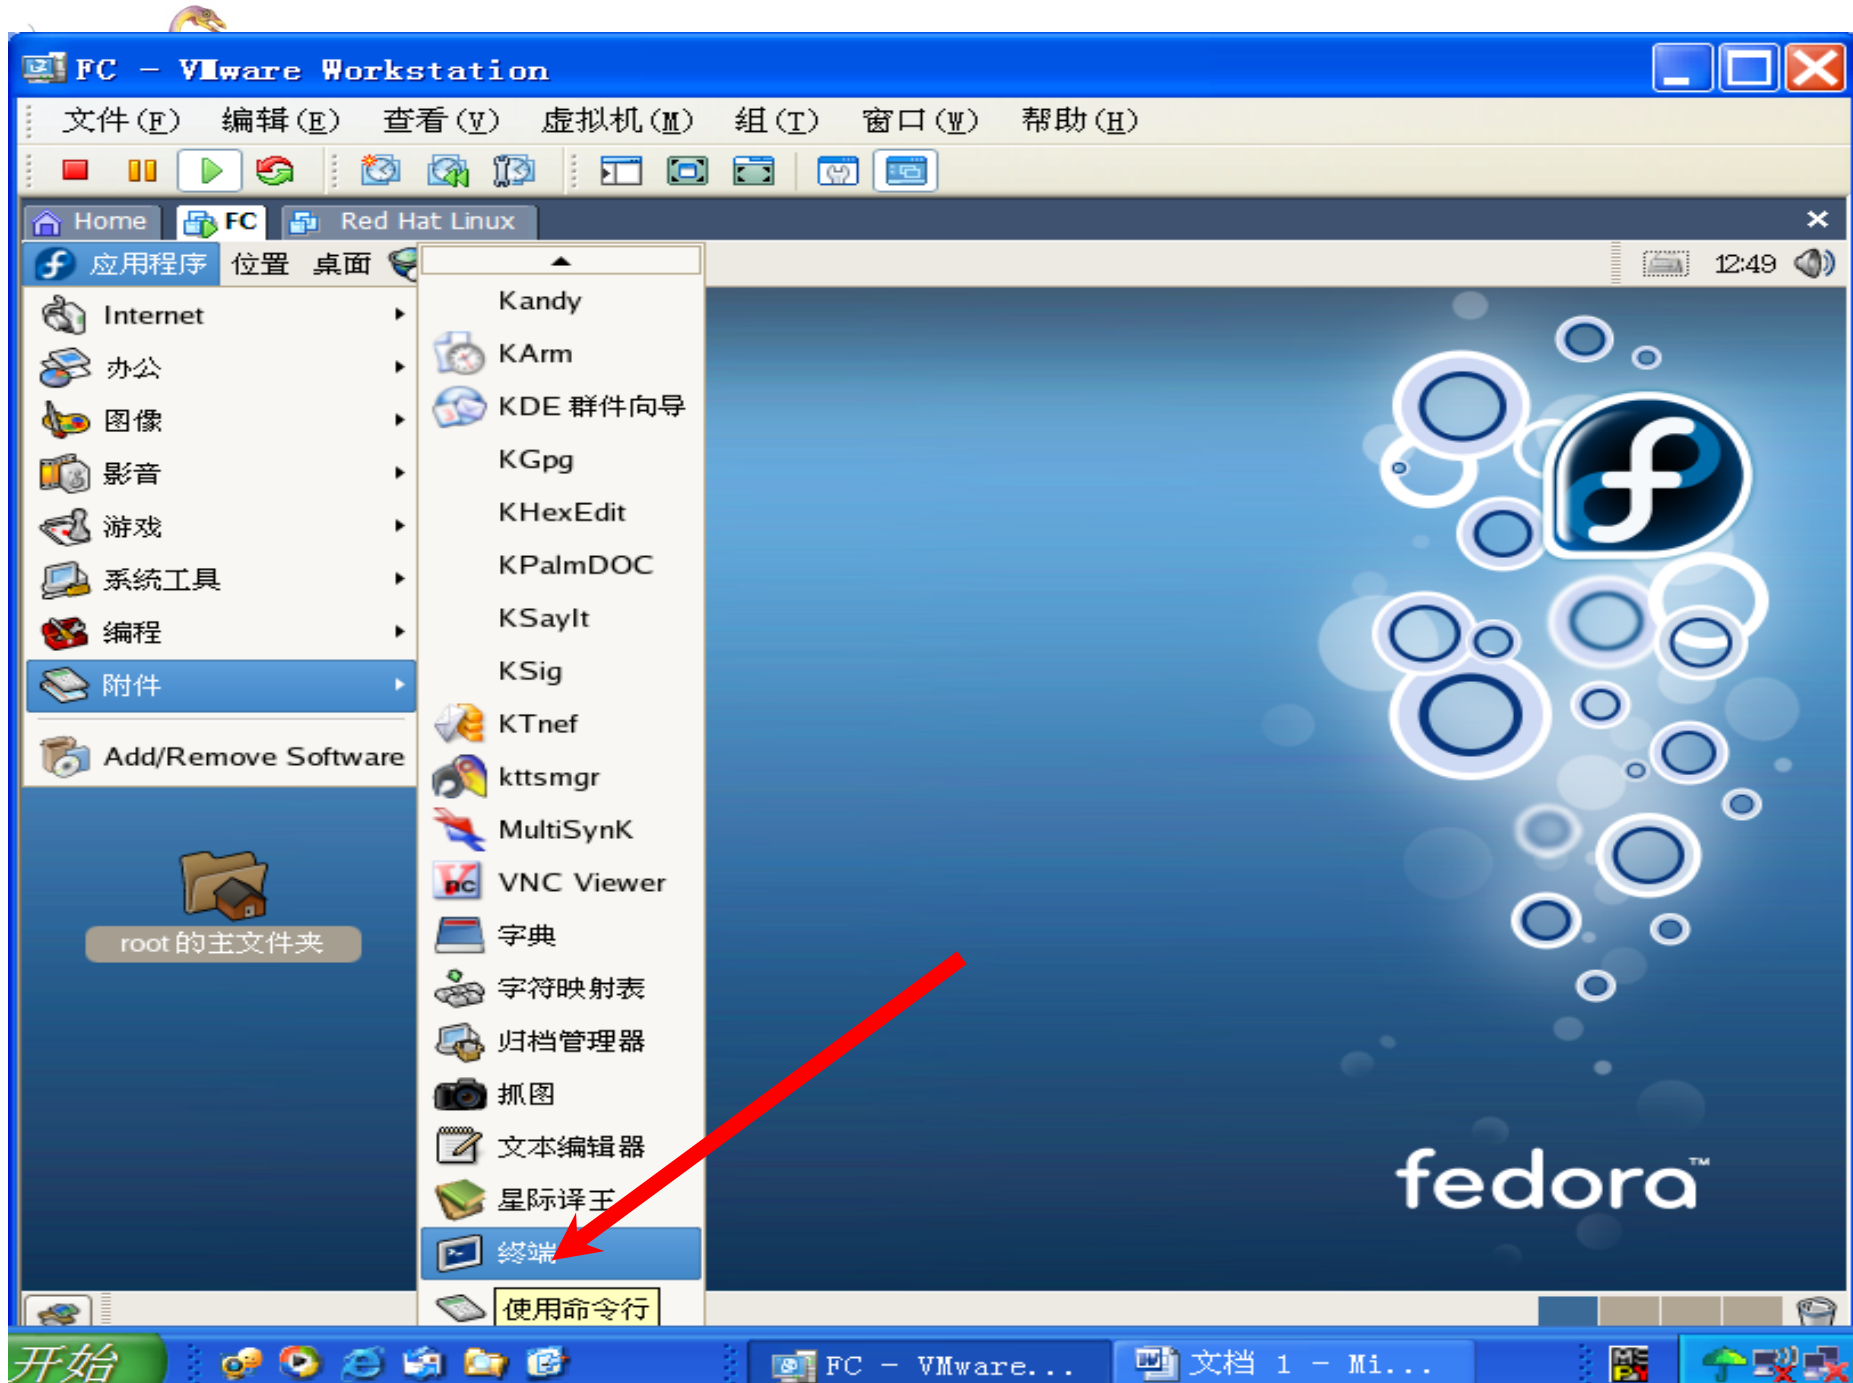 FC - VMware Workstation
文件(F) 编辑(E) 查看(V) 虚拟机(M) 组(T) 窗口(W) 帮助(H)
Home FC Red Hat Linux
应用程序 位置 桌面 12:49
Internet
办公
图像
影音
游戏
系统工具
编程
附件
Add/Remove Software
Kandy
KArm
KDE 群件向导
KGpg
KHexEdit
KPalmDOC
KSayIt
KSig
KTnef
kttsmgr
MultiSynK
VNC Viewer
字典
字符映射表
归档管理器
抓图
文本编辑器
星际译王
终端
使用命令行
root 的主文件夹
fedora™
开始 FC - VMware... 文档 1 - Mi...